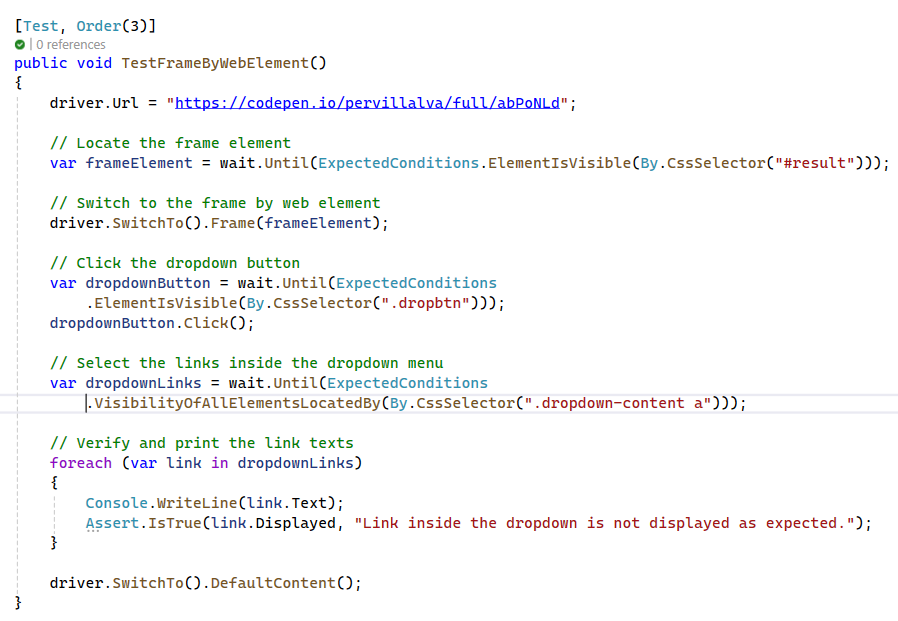 [Test, Order(3)]
| 0 references
public void TestFrameByWebElement()
{
    driver.Url = "https://codepen.io/pervillalva/full/abPoNLd";

    // Locate the frame element
    var frameElement = wait.Until(ExpectedConditions.ElementIsVisible(By.CssSelector("#result")));

    // Switch to the frame by web element
    driver.SwitchTo().Frame(frameElement);

    // Click the dropdown button
    var dropdownButton = wait.Until(ExpectedConditions
        .ElementIsVisible(By.CssSelector(".dropbtn")));
    dropdownButton.Click();

    // Select the links inside the dropdown menu
    var dropdownLinks = wait.Until(ExpectedConditions
        .VisibilityOfAllElementsLocatedBy(By.CssSelector(".dropdown-content a")));

    // Verify and print the link texts
    foreach (var link in dropdownLinks)
    {
        Console.WriteLine(link.Text);
        Assert.IsTrue(link.Displayed, "Link inside the dropdown is not displayed as expected.");
    }

    driver.SwitchTo().DefaultContent();
}